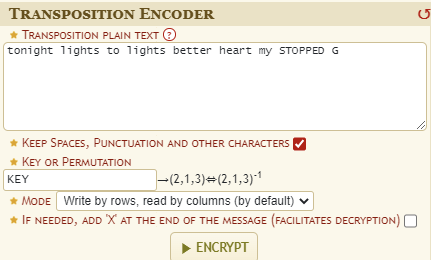 TRANSPOSITION ENCODER
★ TRANSPOSITION PLAIN TEXT ?
tonight lights to lights better heart my STOPPED G
★ KEEP SPACES, PUNCTUATION AND OTHER CHARACTERS
★ KEY OR PERMUTATION
KEY →(2,1,3)⇔(2,1,3)⁻¹
★ MODE Write by rows, read by columns (by default)
★ IF NEEDED, ADD 'X' AT THE END OF THE MESSAGE (FACILITATES DECRYPTION)
▶ ENCRYPT